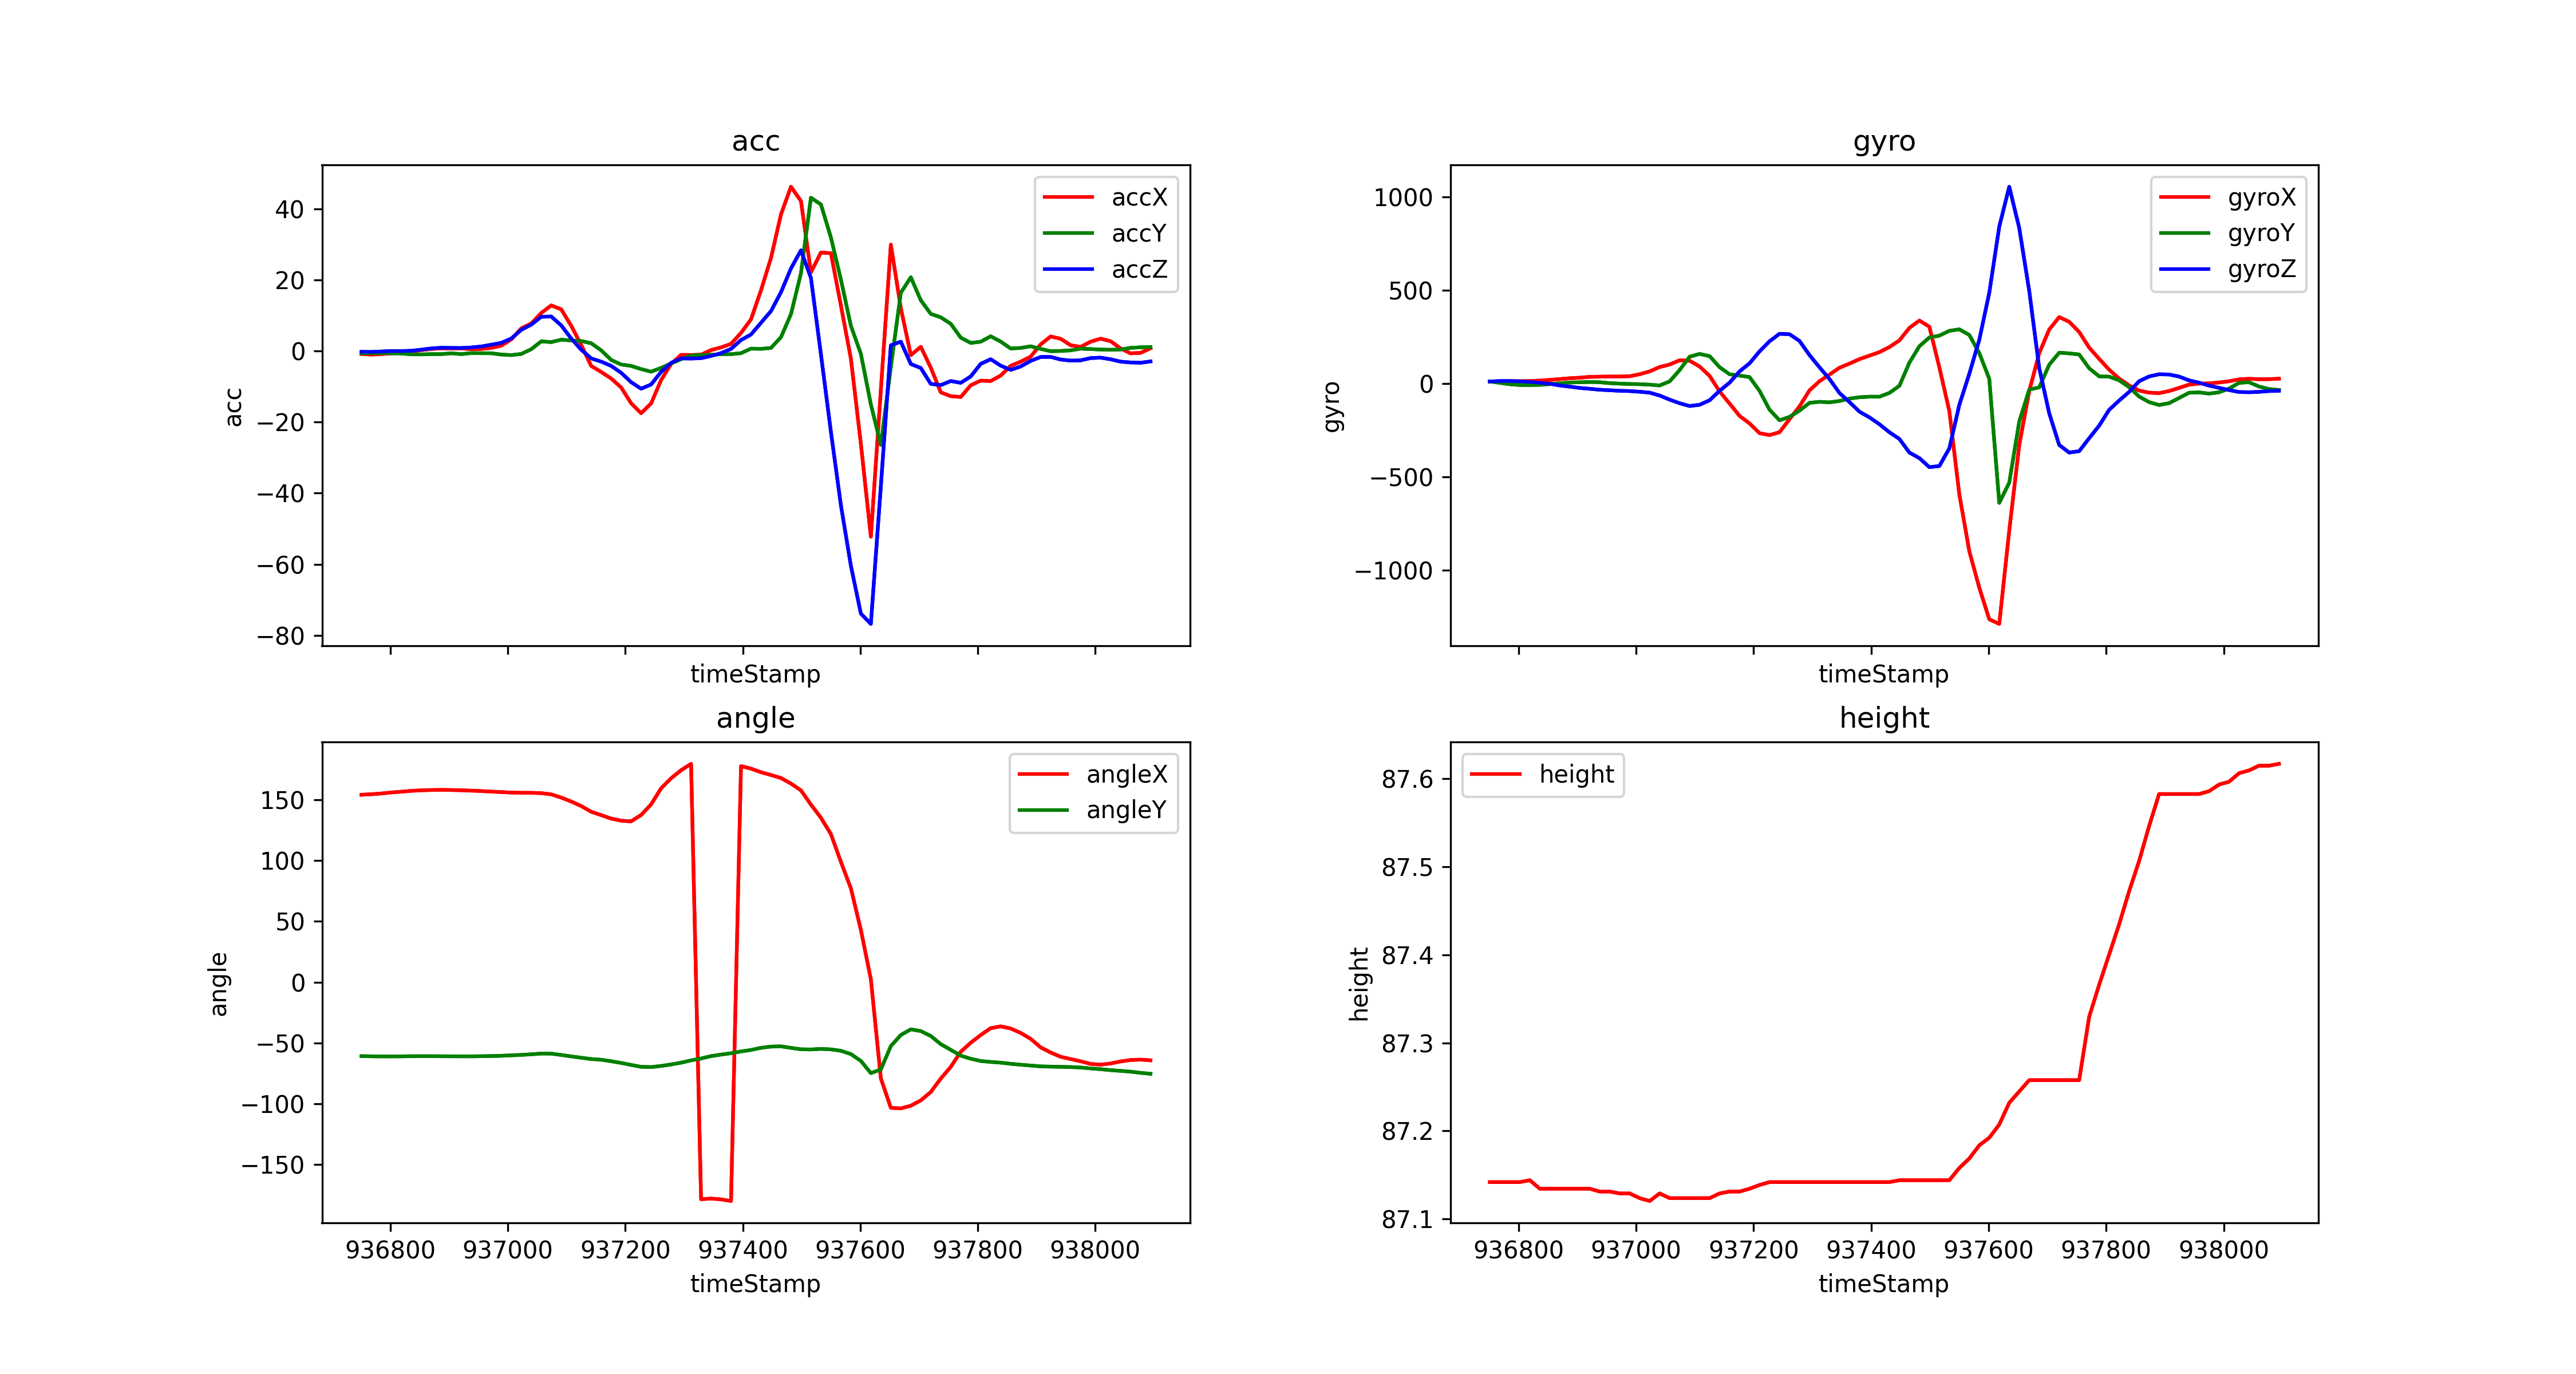 acc
acc
40
20
0
−20
−40
−60
−80
accX
accY
accZ
timeStamp
gyro
gyro
1000
500
0
−500
−1000
gyroX
gyroY
gyroZ
timeStamp
angle
angle
150
100
50
0
−50
−100
−150
angleX
angleY
936800 937000 937200 937400 937600 937800 938000
timeStamp
height
height
87.6
87.5
87.4
87.3
87.2
87.1
height
936800 937000 937200 937400 937600 937800 938000
timeStamp